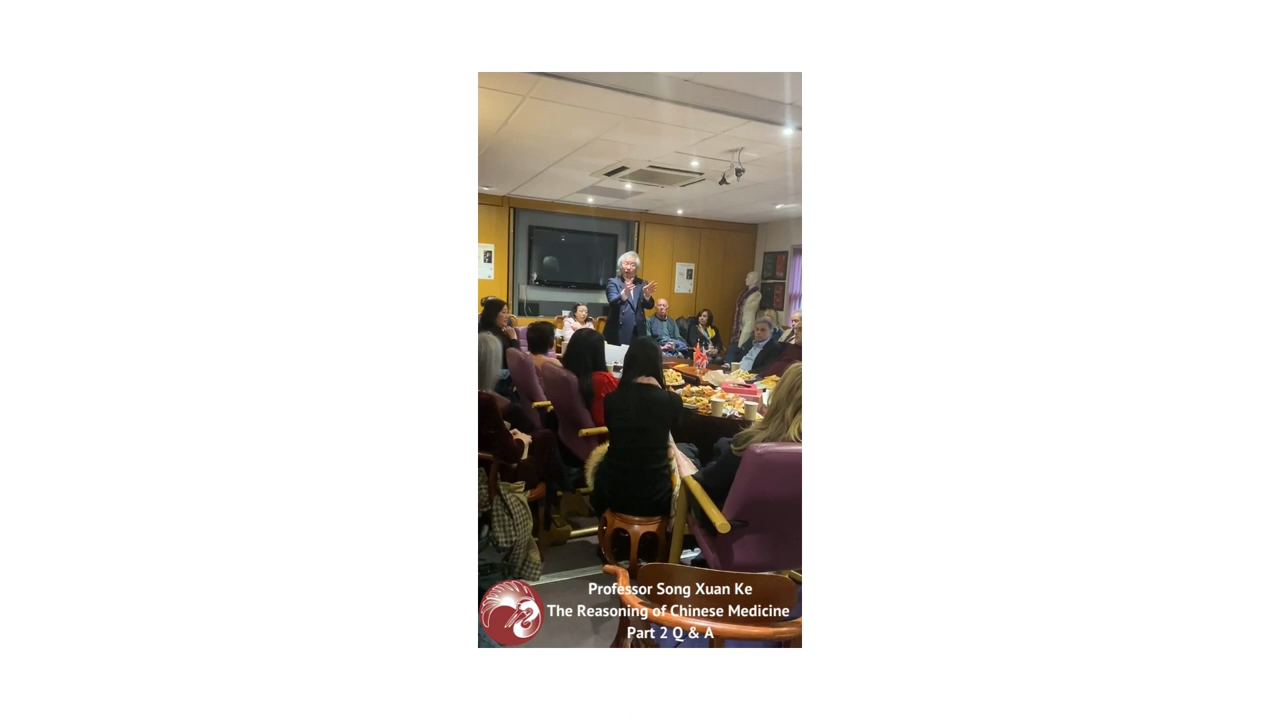 Professor Song Xuan Ke
The Reasoning of Chinese Medicine
Part 2 Q & A